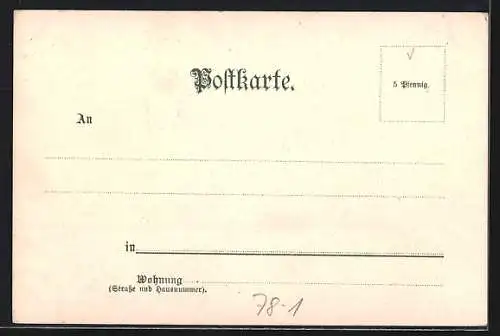 Postkarte.
5 Pfennig.
An
in
Wohnung
(Straße und Hausnummer).
78-1